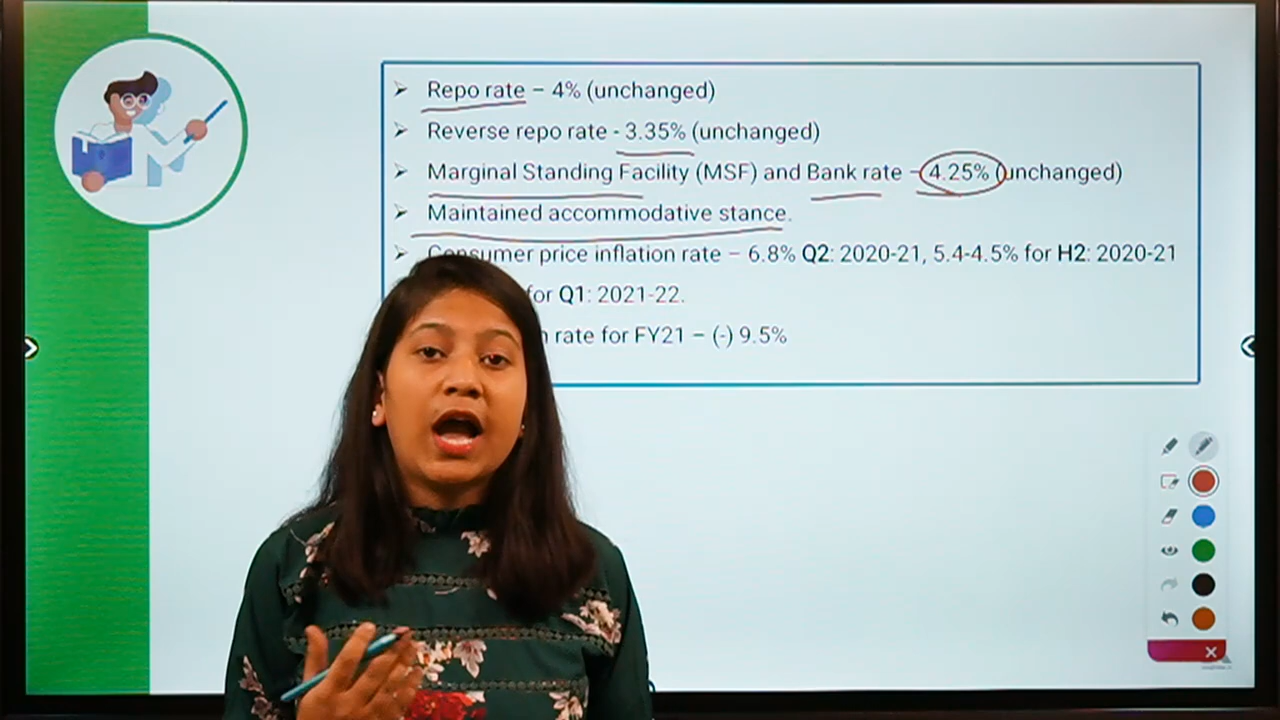 Repo rate – 4% (unchanged)
Reverse repo rate - 3.35% (unchanged)
Marginal Standing Facility (MSF) and Bank rate – 4.25% (unchanged)
Maintained accommodative stance.
Consumer price inflation rate – 6.8% Q2: 2020-21, 5.4-4.5% for H2: 2020-21
for Q1: 2021-22.
rate for FY21 – (-) 9.5%